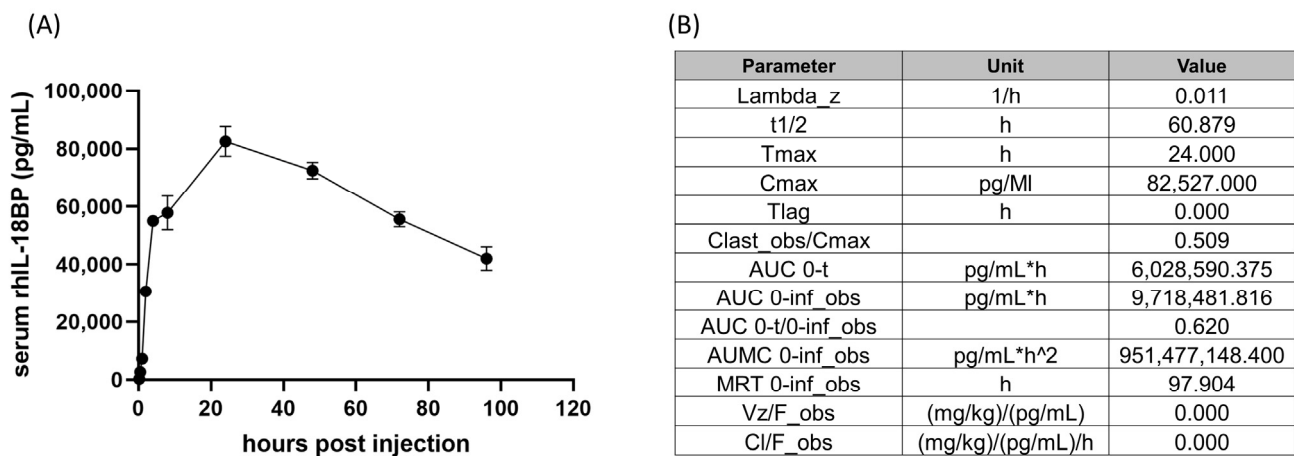 (A)
100,000
80,000
60,000
40,000
20,000
0
serum rhIL-18BP (pg/mL)
0 20 40 60 80 100 120
hours post injection
(B)
Parameter Unit Value
Lambda_z 1/h 0.011
t1/2 h 60.879
Tmax h 24.000
Cmax pg/Ml 82,527.000
Tlag h 0.000
Clast_obs/Cmax 0.509
AUC 0-t pg/mL*h 6,028,590.375
AUC 0-inf_obs pg/mL*h 9,718,481.816
AUC 0-t/0-inf_obs 0.620
AUMC 0-inf_obs pg/mL*h^2 951,477,148.400
MRT 0-inf_obs h 97.904
Vz/F_obs (mg/kg)/(pg/mL) 0.000
Cl/F_obs (mg/kg)/(pg/mL)/h 0.000